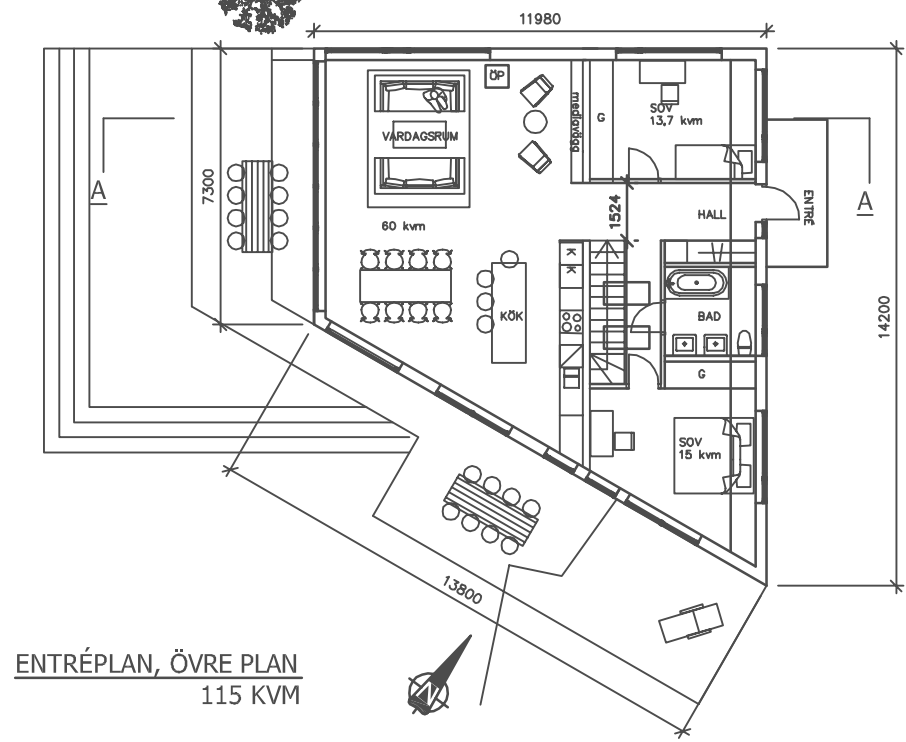 11980
ÖP
mediavägg
G
SOV
13,7 kvm
VARDAGSRUM
A
7300
60 kvm
1524
HALL
ENTRÉ
A
K
K
KÖK
BAD
14200
G
SOV
15 kvm
13800
ENTRÉPLAN, ÖVRE PLAN
115 KVM
N